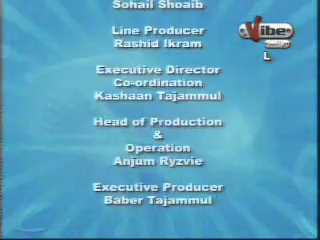 Sohail Shoaib
Line Producer
Rashid Ikram
Executive Director
Co-ordination
Kashaan Tajammul
Head of Production
&
Operation
Anjum Ryzvie
Executive Producer
Baber Tajammul
Vibe
L